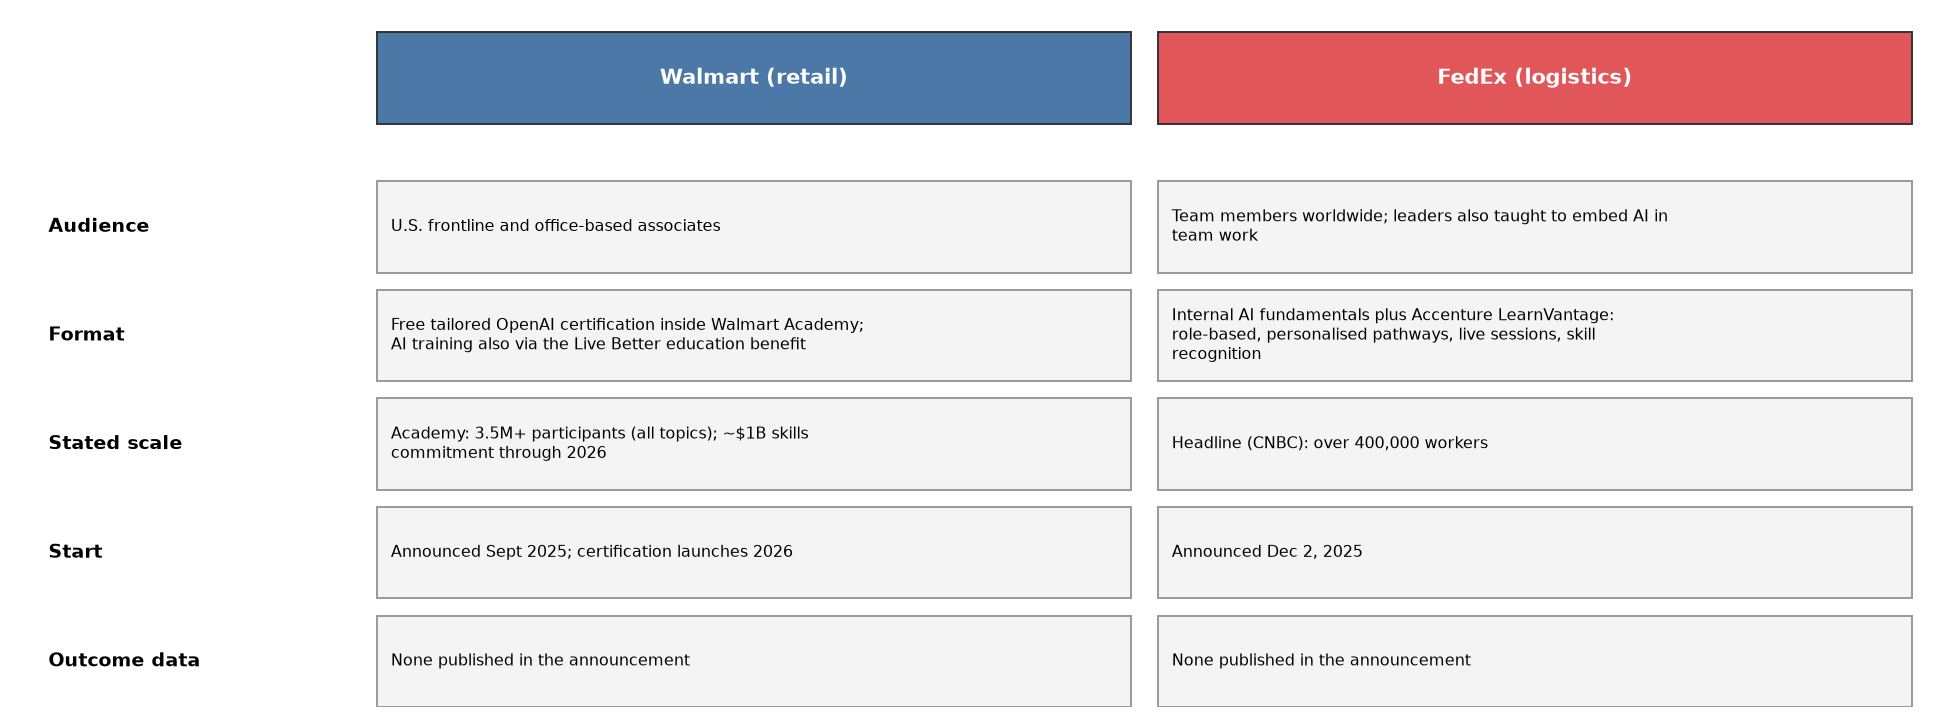 Walmart (retail)
FedEx (logistics)
Audience
U.S. frontline and office-based associates
Team members worldwide; leaders also taught to embed AI in
team work
Format
Free tailored OpenAI certification inside Walmart Academy;
AI training also via the Live Better education benefit
Internal AI fundamentals plus Accenture LearnVantage:
role-based, personalised pathways, live sessions, skill
recognition
Stated scale
Academy: 3.5M+ participants (all topics); ~$1B skills
commitment through 2026
Headline (CNBC): over 400,000 workers
Start
Announced Sept 2025; certification launches 2026
Announced Dec 2, 2025
Outcome data
None published in the announcement
None published in the announcement